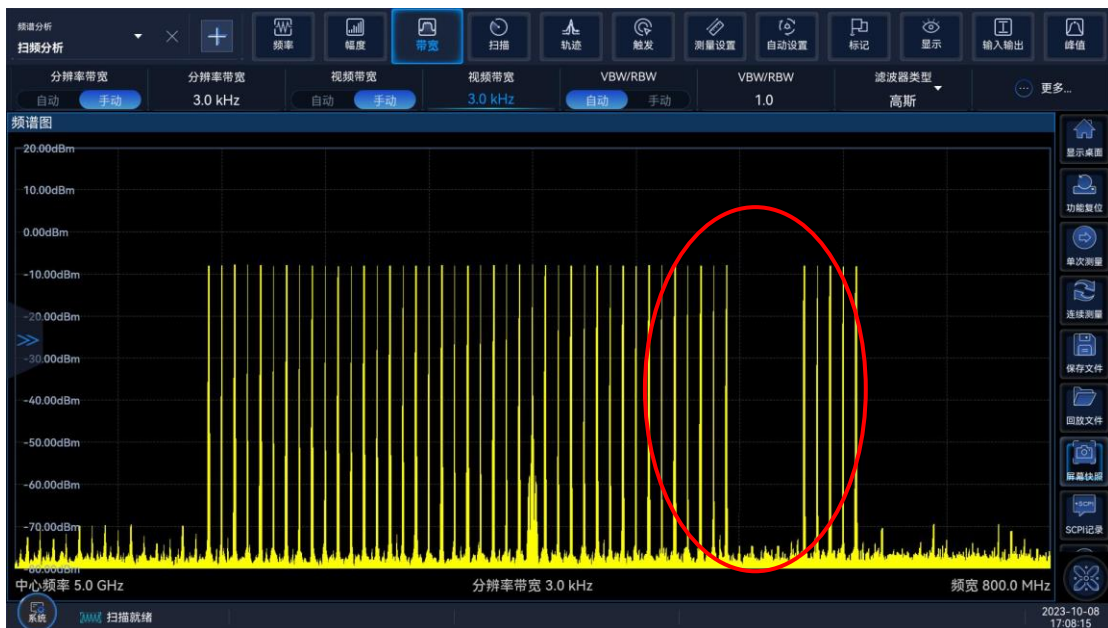 频谱分析
扫频分析
频率
幅度
带宽
扫描
轨迹
触发
测量设置
自动设置
标记
显示
输入输出
峰值
分辨率带宽
自动 手动
分辨率带宽
3.0 kHz
视频带宽
自动 手动
视频带宽
3.0 kHz
VBW/RBW
自动 手动
VBW/RBW
1.0
滤波器类型
高斯
更多...
频谱图
20.00dBm
10.00dBm
0.00dBm
-10.00dBm
-20.00dBm
-30.00dBm
-40.00dBm
-50.00dBm
-60.00dBm
-70.00dBm
-80.00dBm
中心频率 5.0 GHz
分辨率带宽 3.0 kHz
频宽 800.0 MHz
显示桌面
功能复位
单次测量
连续测量
保存文件
回放文件
屏幕快照
+SCPI
SCPI记录
系统
扫描就绪
2023-10-08
17:08:15